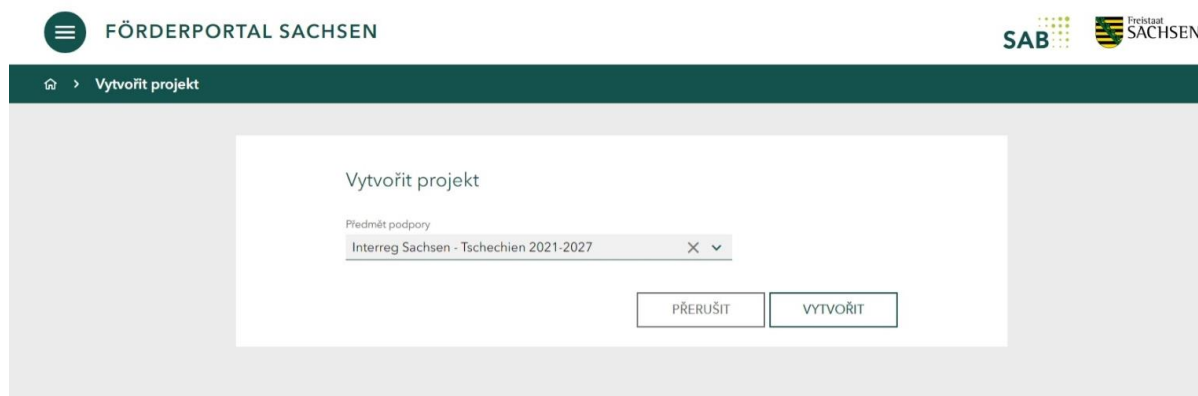 FÖRDERPORTAL SACHSEN
SAB
Freistaat
SACHSEN
Vytvořit projekt
Vytvořit projekt
Předmět podpory
Interreg Sachsen - Tschechien 2021-2027
PŘERUŠIT VYTVOŘIT